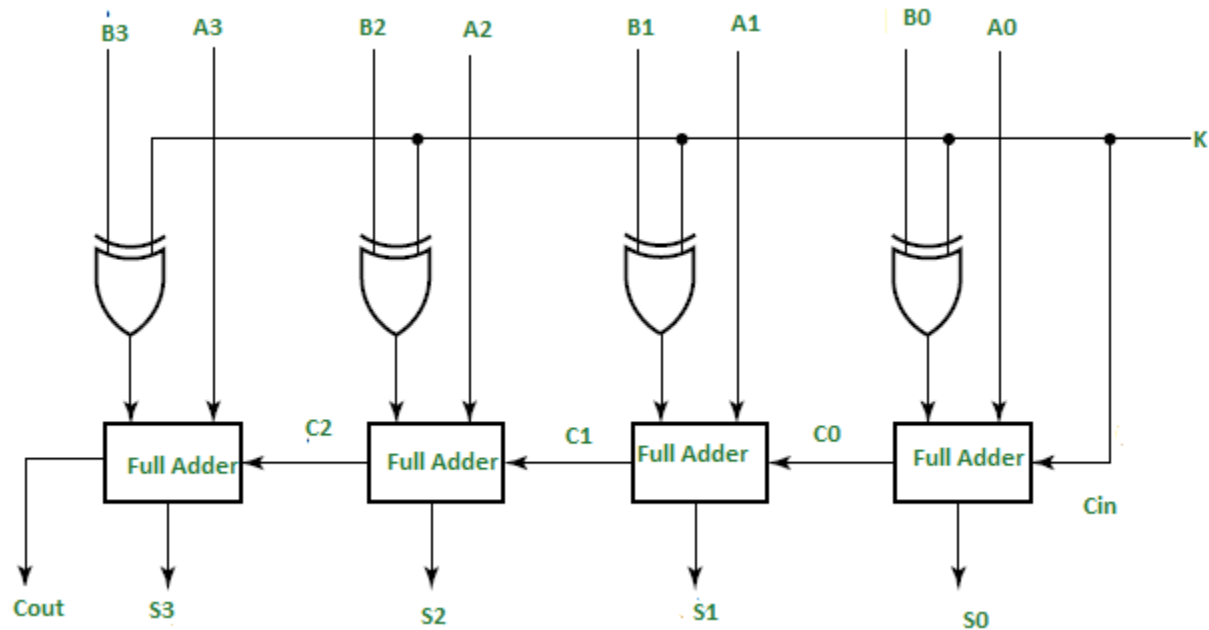 B3 A3 B2 A2 B1 A1 B0 A0
K
C2 C1 C0
Full Adder Full Adder Full Adder Full Adder
Cin
Cout S3 S2 S1 S0